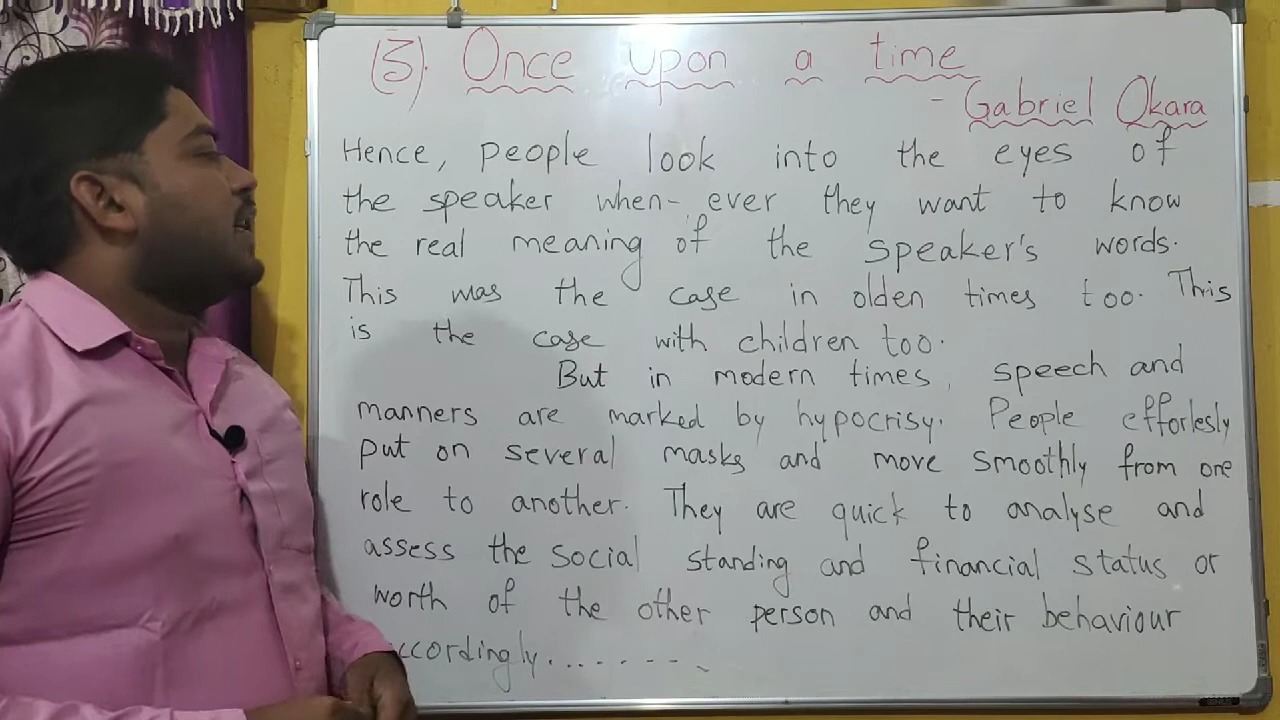 (3). Once upon a time
- Gabriel Okara
Hence, people look into the eyes of
the speaker when- ever they want to know
the real meaning of the speaker's words.
This was the case in olden times too. This
is the case with children too.
But in modern times, speech and
manners are marked by hypocrisy. People efforlesly
put on several masks and move smoothly from one
role to another. They are quick to analyse and
assess the social standing and financial status or
worth of the other person and their behaviour
ccordingly........